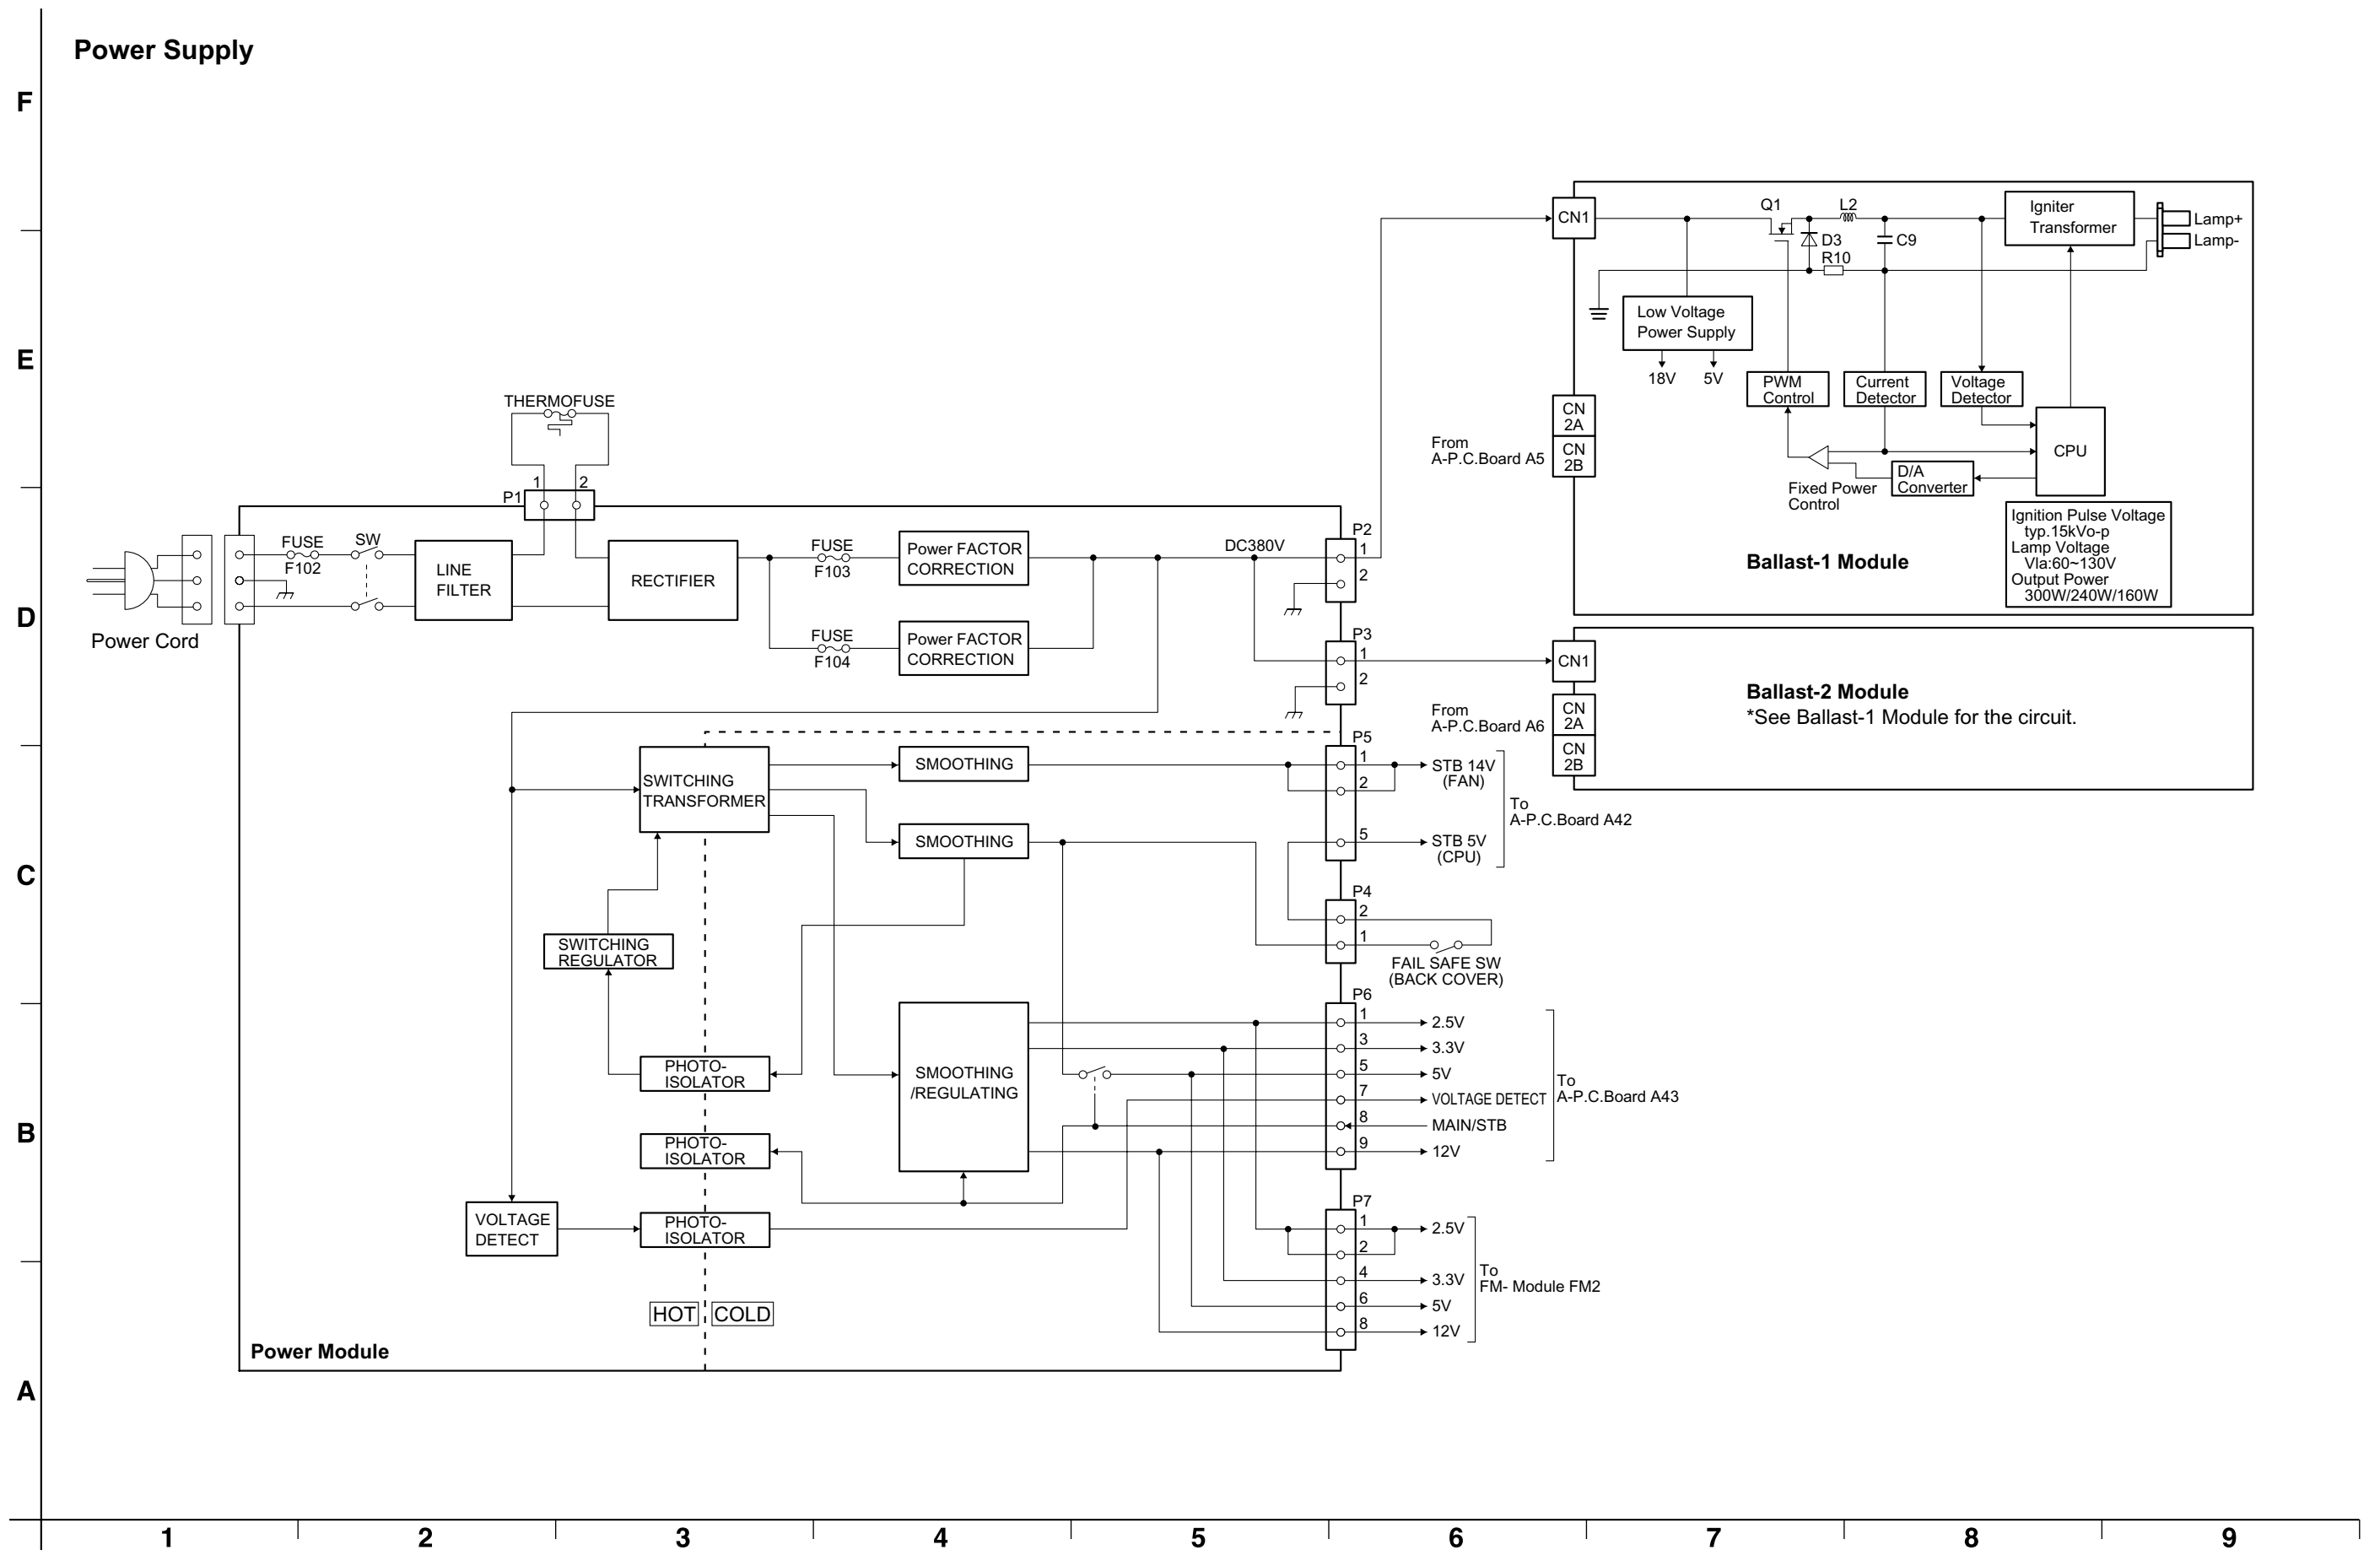 Power Supply
F
E
D
C
B
A
THERMOFUSE
P1
1
2
Power Cord
FUSE
F102
SW
LINE
FILTER
RECTIFIER
FUSE
F103
Power FACTOR
CORRECTION
FUSE
F104
Power FACTOR
CORRECTION
DC380V
P2
1
2
P3
1
2
SWITCHING
TRANSFORMER
SMOOTHING
SMOOTHING
SWITCHING
REGULATOR
PHOTO-
ISOLATOR
PHOTO-
ISOLATOR
PHOTO-
ISOLATOR
SMOOTHING
/REGULATING
VOLTAGE
DETECT
HOT
COLD
Power Module
P5
1
2
5
STB 14V
(FAN)
STB 5V
(CPU)
To
A-P.C.Board A42
P4
2
1
FAIL SAFE SW
(BACK COVER)
P6
1
3
5
7
8
9
2.5V
3.3V
5V
VOLTAGE DETECT
MAIN/STB
12V
To
A-P.C.Board A43
P7
1
2
4
6
8
2.5V
3.3V
5V
12V
To
FM- Module FM2
CN1
From
A-P.C.Board A5
CN
2A
CN
2B
Q1
L2
D3
C9
R10
Igniter
Transformer
Lamp+
Lamp-
Low Voltage
Power Supply
18V
5V
PWM
Control
Current
Detector
Voltage
Detector
CPU
D/A
Converter
Fixed Power
Control
Ballast-1 Module
Ignition Pulse Voltage
typ.15kVo-p
Lamp Voltage
Vla:60~130V
Output Power
300W/240W/160W
CN1
From
A-P.C.Board A6
CN
2A
CN
2B
Ballast-2 Module
*See Ballast-1 Module for the circuit.
1
2
3
4
5
6
7
8
9